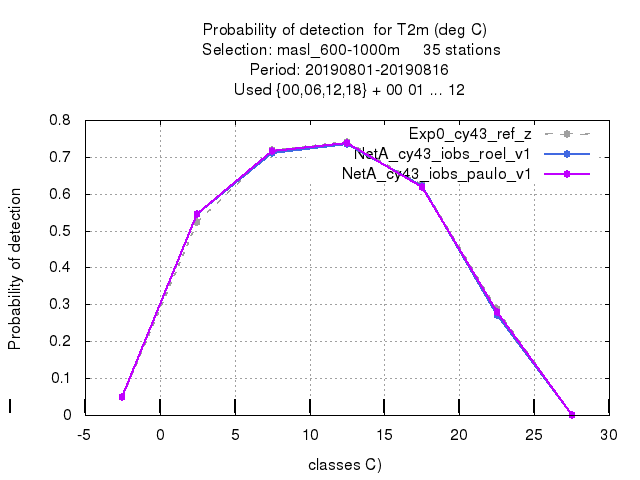 Probability of detection for T2m (deg C)
Selection: masl_600-1000m 35 stations
Period: 20190801-20190816
Used {00,06,12,18} + 00 01 ... 12
Exp0_cy43_ref_z
NetA_cy43_iobs_roel_v1
NetA_cy43_iobs_paulo_v1
Probability of detection
0.8
0.7
0.6
0.5
0.4
0.3
0.2
0.1
0
-5 0 5 10 15 20 25 30
classes C)